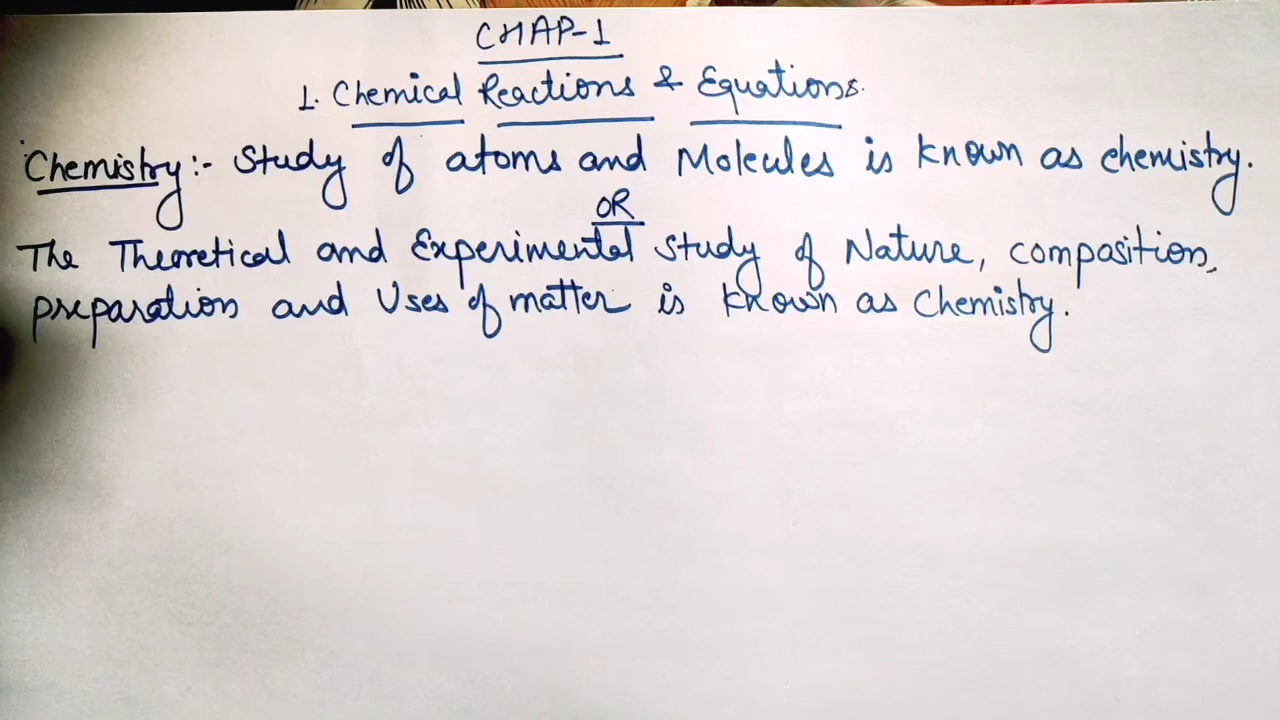 CHAP-1
1. Chemical Reactions & Equations.
Chemistry:- Study of atoms and Molecules is known as chemistry.
OR
The Theoretical and Experimental study of Nature, composition,
preparation and Uses of matter is known as Chemistry.